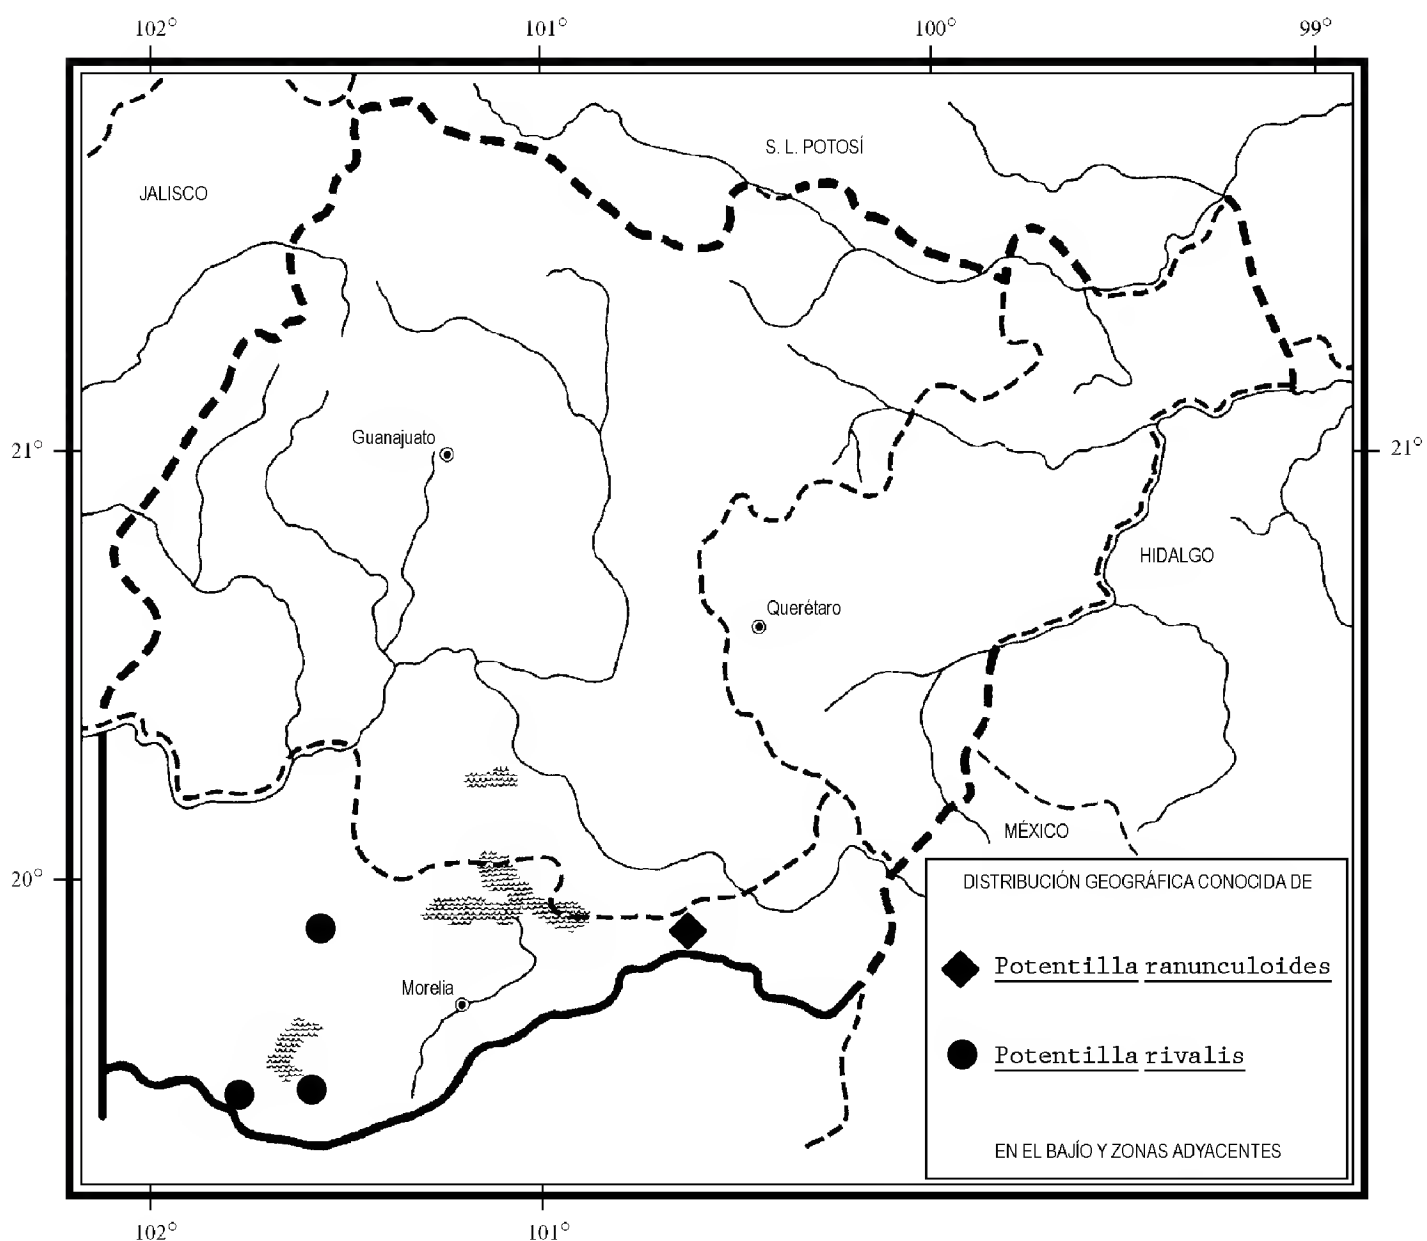 102° 101° 100° 99°
S. L. POTOSÍ
JALISCO
Guanajuato
21° 21°
HIDALGO
Querétaro
MÉXICO
20°
DISTRIBUCIÓN GEOGRÁFICA CONOCIDA DE
Potentilla ranunculoides
Morelia
Potentilla rivalis
EN EL BAJÍO Y ZONAS ADYACENTES
102° 101°